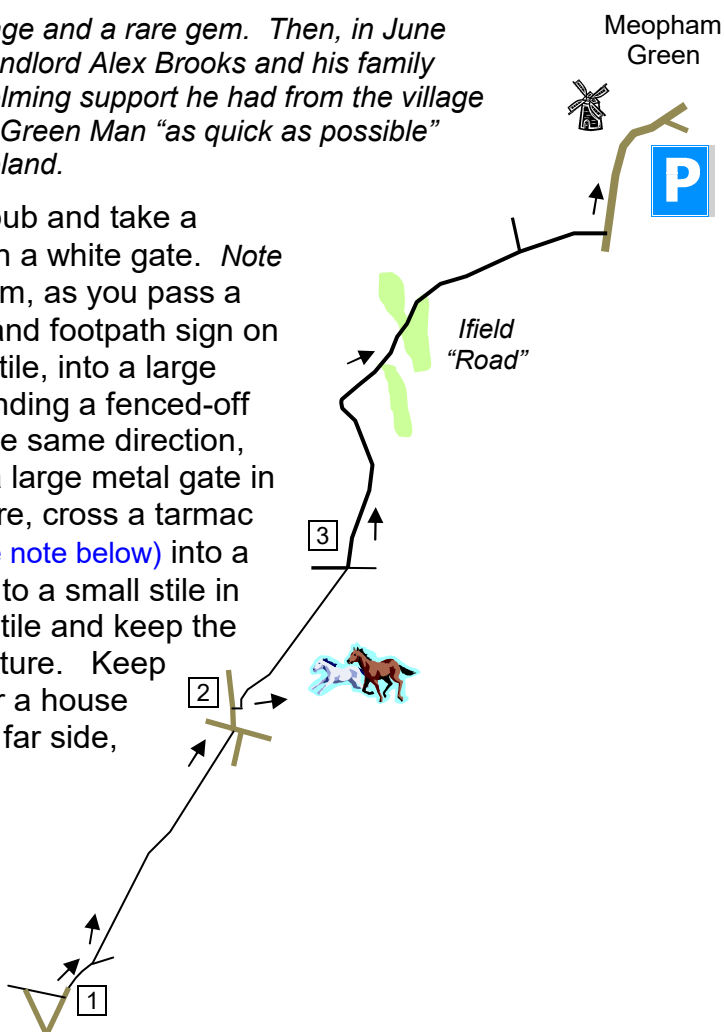 ge and a rare gem. Then, in June
ndlord Alex Brooks and his family
lming support he had from the village
Green Man “as quick as possible”
land.
Meopham
Green
P
ub and take a
a white gate. Note
m, as you pass a
and footpath sign on
tile, into a large
nding a fenced-off
e same direction,
large metal gate in
re, cross a tarmac
note below) into a
to a small stile in
tile and keep the
ture. Keep
r a house
far side,
Ifield
“Road”
3
2
1